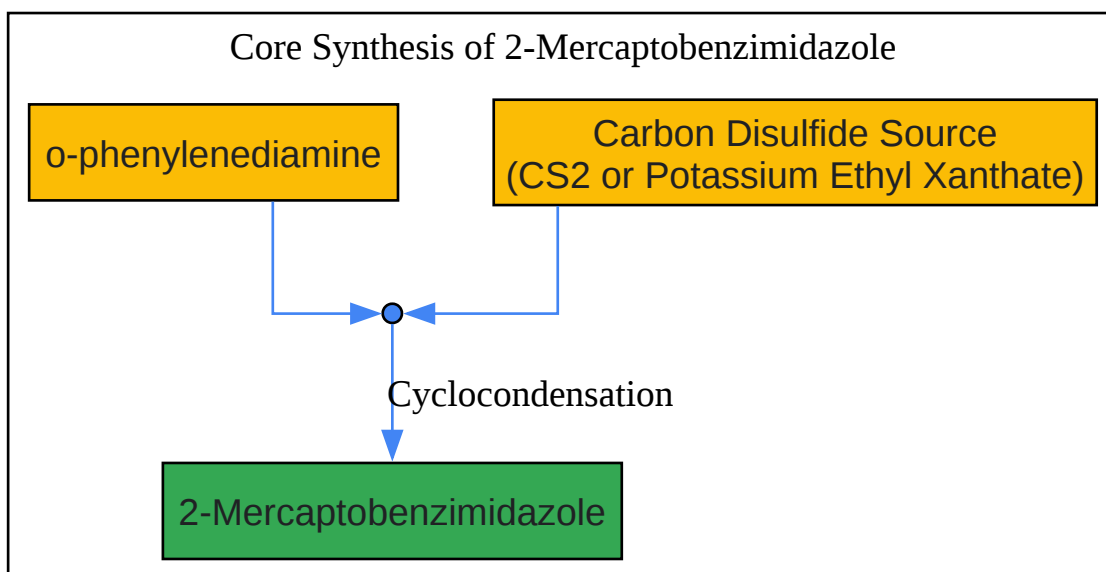 Core Synthesis of 2-Mercaptobenzimidazole
o-phenylenediamine
Carbon Disulfide Source
(CS2 or Potassium Ethyl Xanthate)
Cyclocondensation
2-Mercaptobenzimidazole